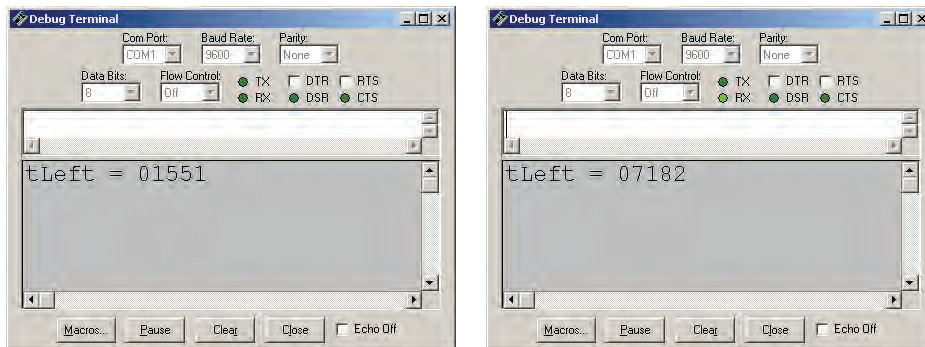 Debug Terminal
Com Port: Baud Rate: Parity:
COM1 9600 None
Data Bits: Flow Control: TX DTR RTS
8 Off RX DSR CTS
tLeft = 01551
Macros... Pause Clear Close Echo Off
Debug Terminal
Com Port: Baud Rate: Parity:
COM1 9600 None
Data Bits: Flow Control: TX DTR RTS
8 Off RX DSR CTS
tLeft = 07182
Macros... Pause Clear Close Echo Off